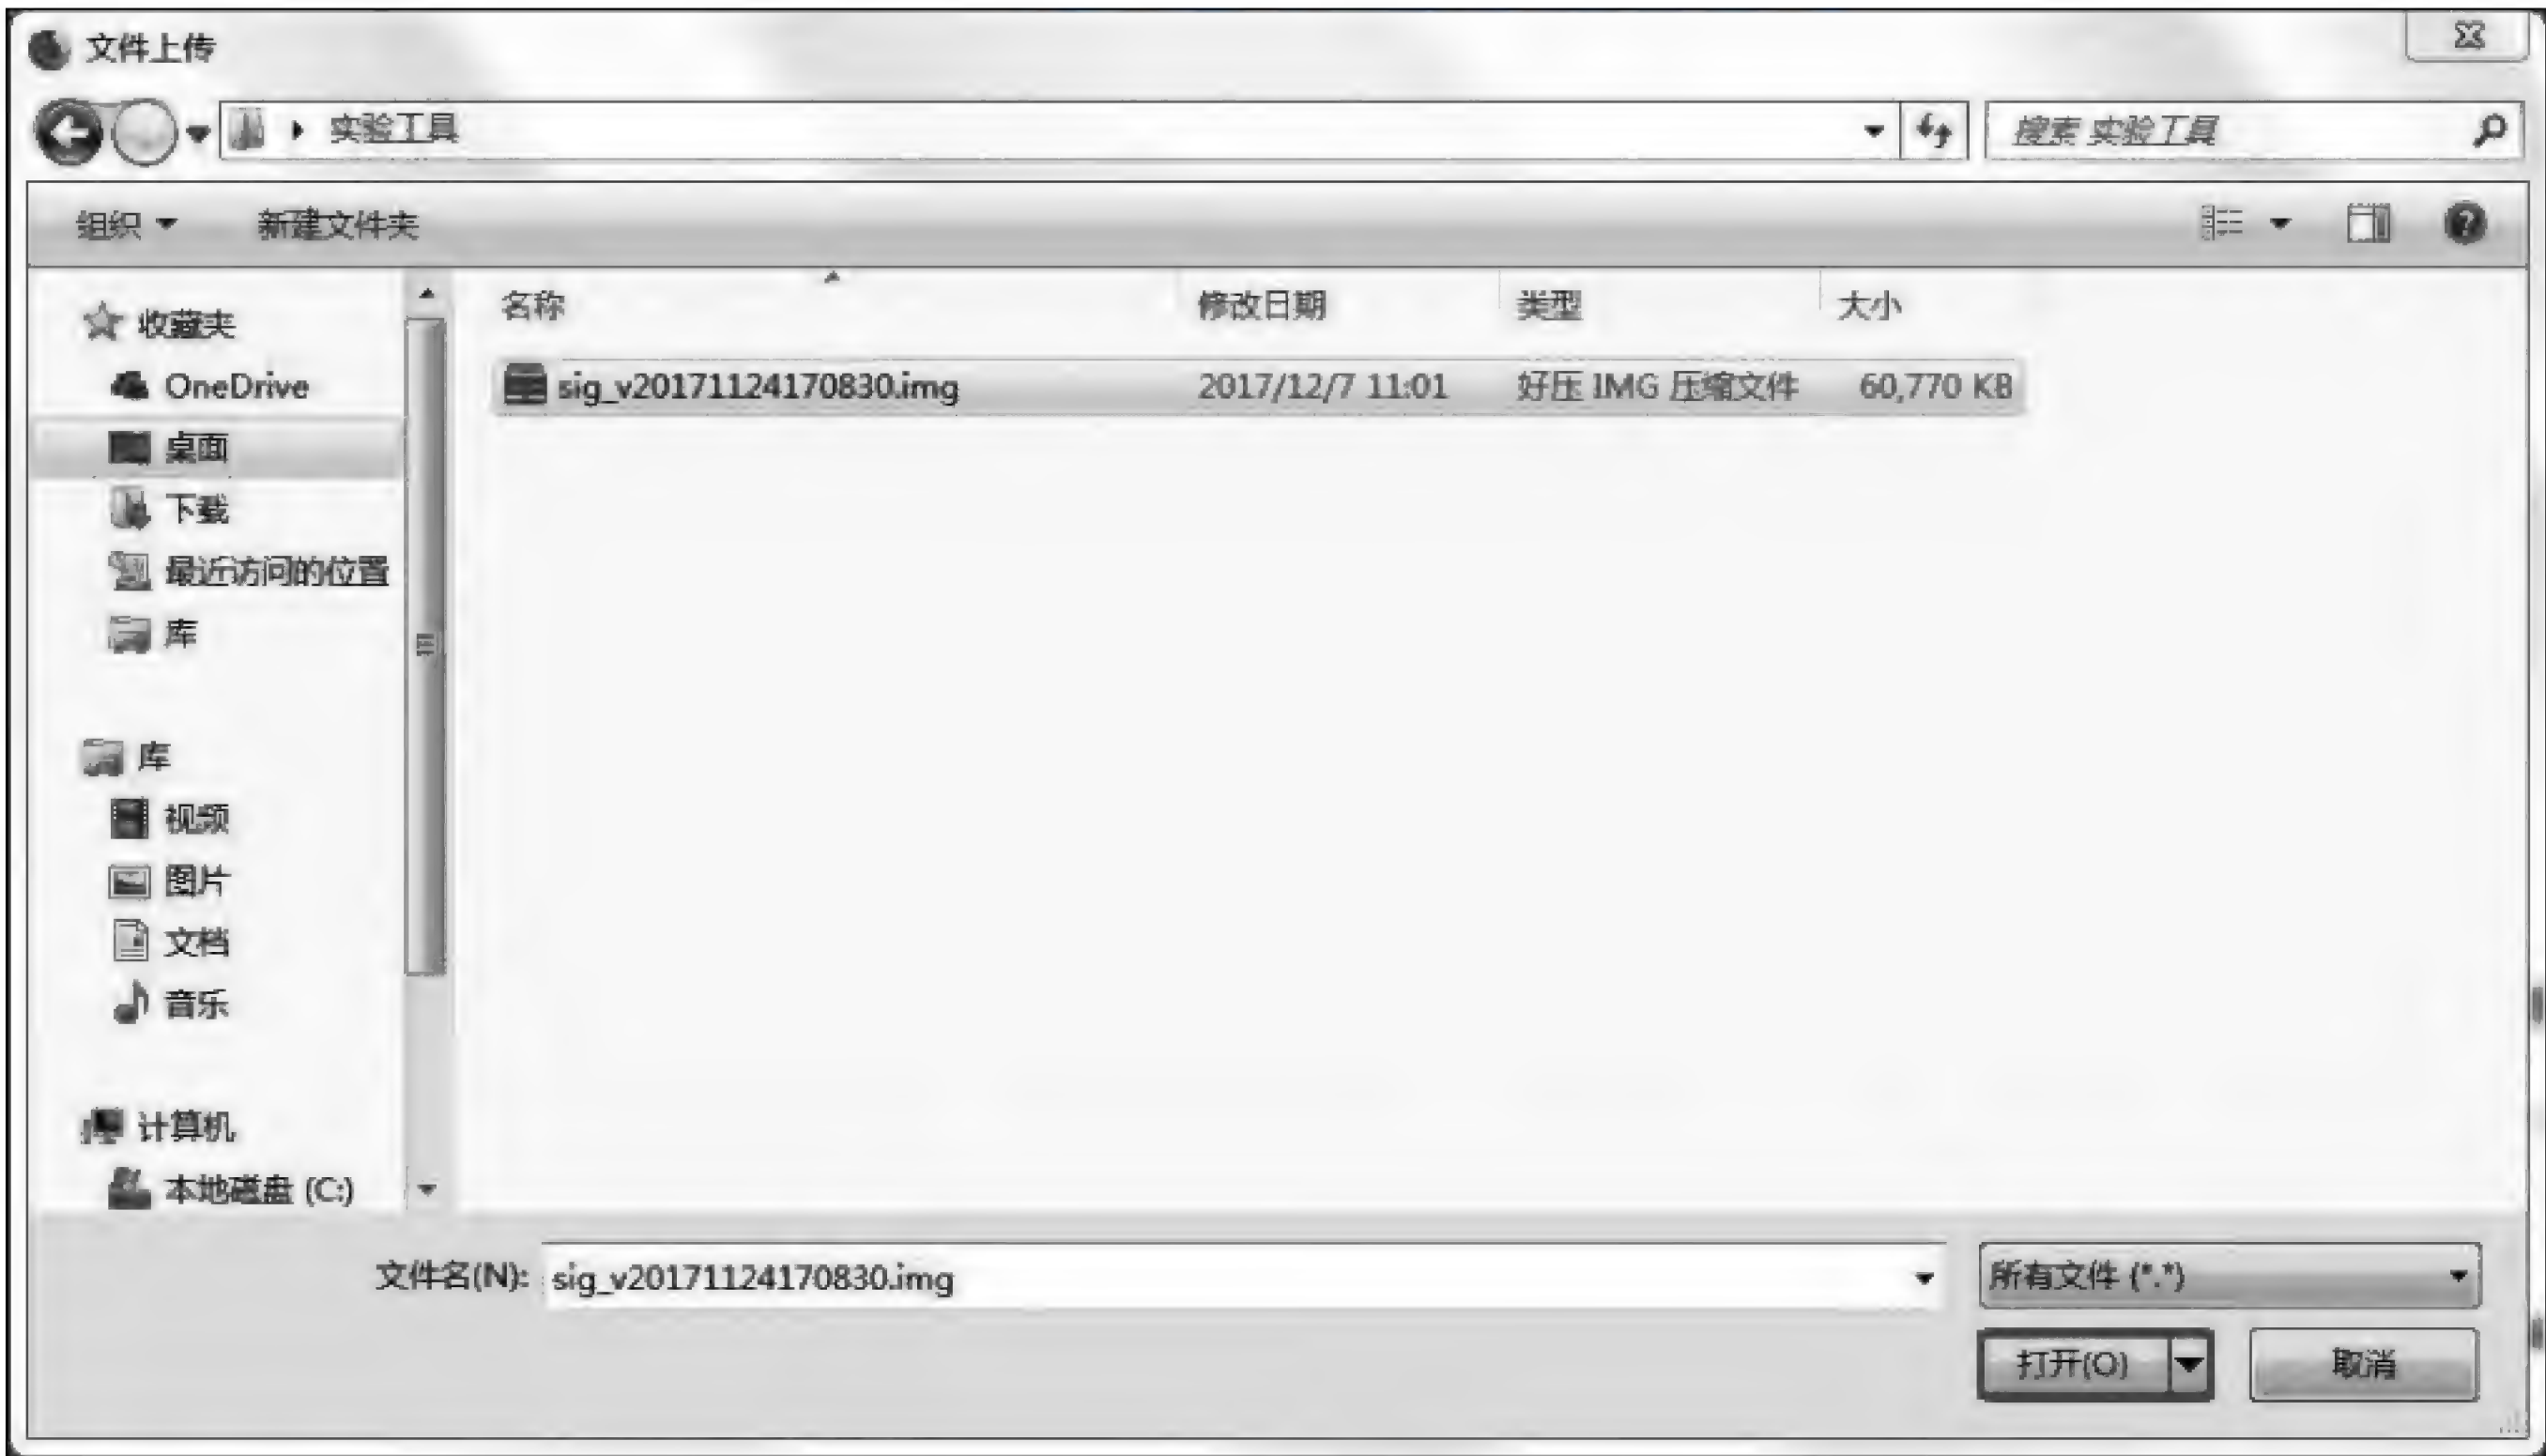 文件上传
实验工具
搜索 实验工具
组织 新建文件夹
名称 修改日期 类型 大小
sig_v20171124170830.img 2017/12/7 11:01 好压 IMG 压缩文件 60,770 KB
收藏夹
OneDrive
桌面
下载
最近访问的位置
库
库
视频
图片
文档
音乐
计算机
本地磁盘 (C:)
文件名(N): sig_v20171124170830.img 所有文件 (*.*)
打开(O) 取消